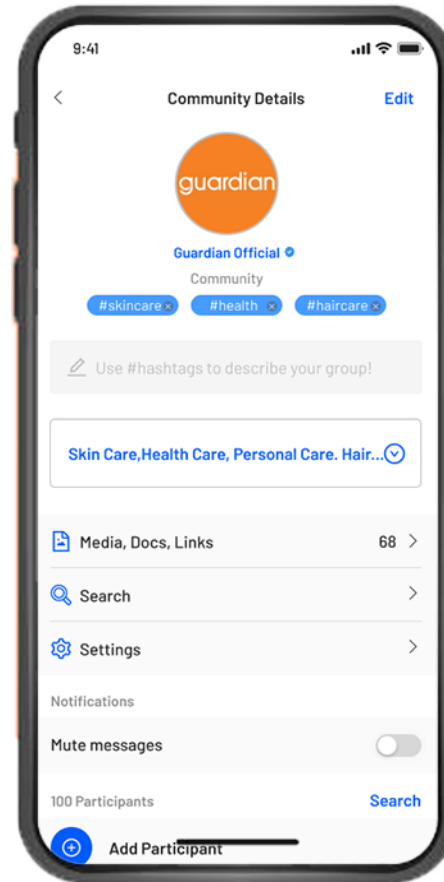 9:41
Community Details
Edit
guardian
Guardian Official
Community
#skincare
#health
#haircare
Use #hashtags to describe your group!
Skin Care,Health Care, Personal Care. Hair...
Media, Docs, Links
68
Search
Settings
Notifications
Mute messages
100 Participants
Search
Add Participant